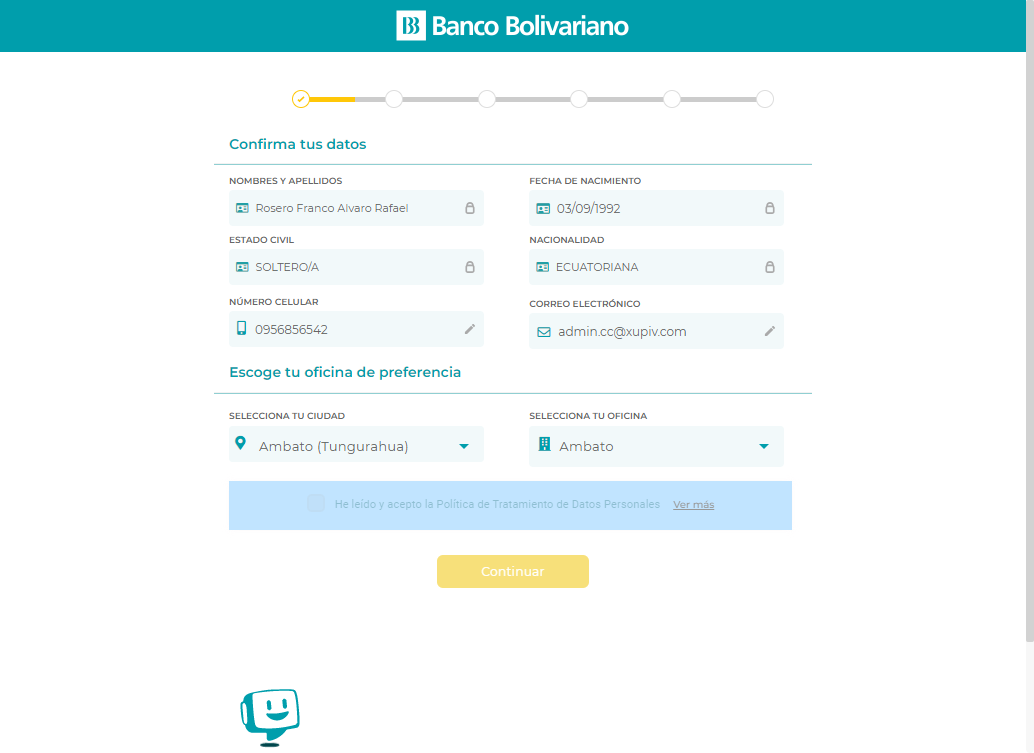 Banco Bolivariano
Confirma tus datos
NOMBRES Y APELLIDOS
Rosero Franco Alvaro Rafael
FECHA DE NACIMIENTO
03/09/1992
ESTADO CIVIL
SOLTERO/A
NACIONALIDAD
ECUATORIANA
NÚMERO CELULAR
0956856542
CORREO ELECTRÓNICO
admin.cc@xupiv.com
Escoge tu oficina de preferencia
SELECCIONA TU CIUDAD
Ambato (Tungurahua)
SELECCIONA TU OFICINA
Ambato
He leído y acepto la Política de Tratamiento de Datos Personales Ver más
Continuar